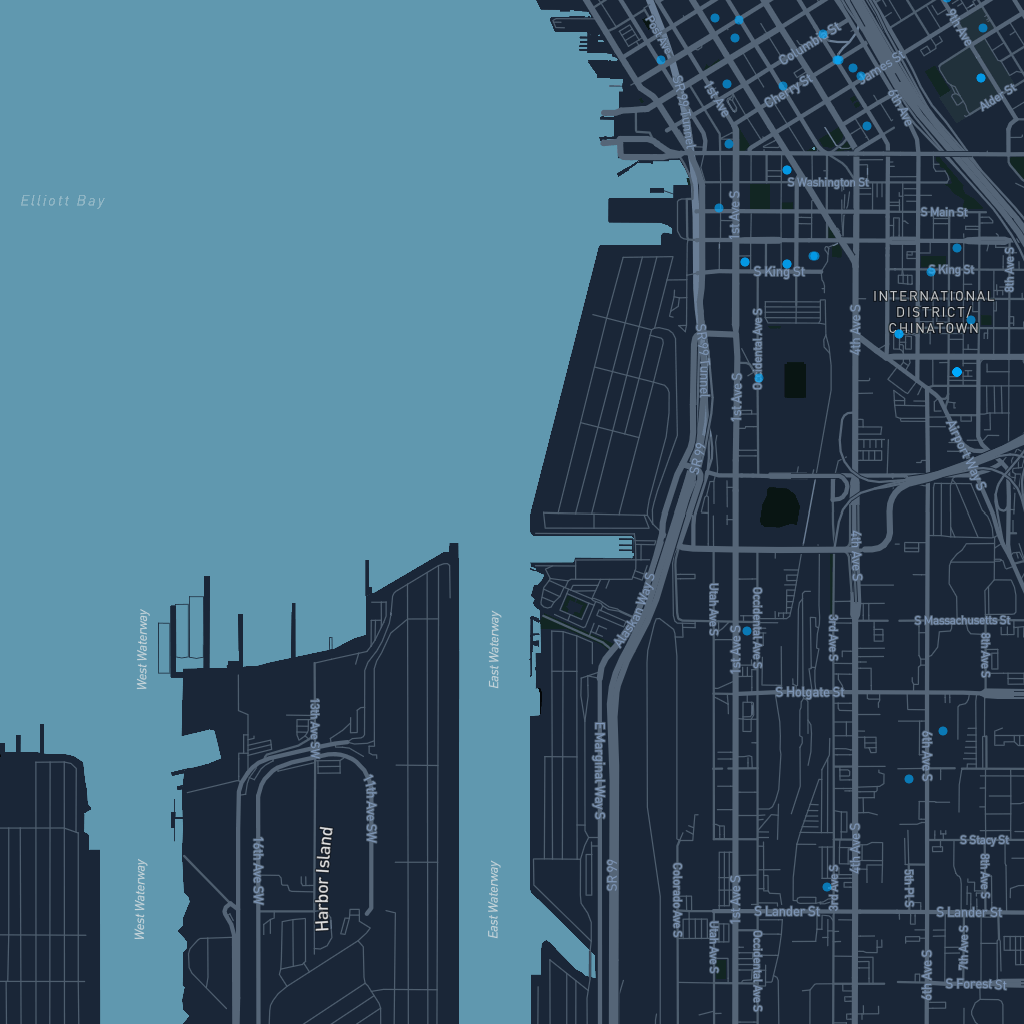 Post Ave
Columbia St
9th Ave
SR 99 Tunnel
1st Ave
Cherry St
James St
6th Ave
Alder St
Elliott Bay
S Washington St
1st Ave S
S Main St
S King St
S King St
8th Ave S
INTERNATIONAL
DISTRICT/
CHINATOWN
SR 99 Tunnel
Occidental Ave S
4th Ave S
1st Ave S
SR 99
Airport Way S
4th Ave S
Alaskan Way S
Utah Ave S
Occidental Ave S
1st Ave S
3rd Ave S
S Massachusetts St
8th Ave S
West Waterway
East Waterway
S Holgate St
13th Ave SW
E Marginal Way S
6th Ave S
11th Ave SW
16th Ave SW
Harbor Island
West Waterway
East Waterway
SR 99
S Stacy St
4th Ave S
8th Ave S
5th Pl S
3rd Ave S
Colorado Ave S
1st Ave S
S Lander St
S Lander St
Utah Ave S
Occidental Ave S
7th Ave S
6th Ave S
S Forest St